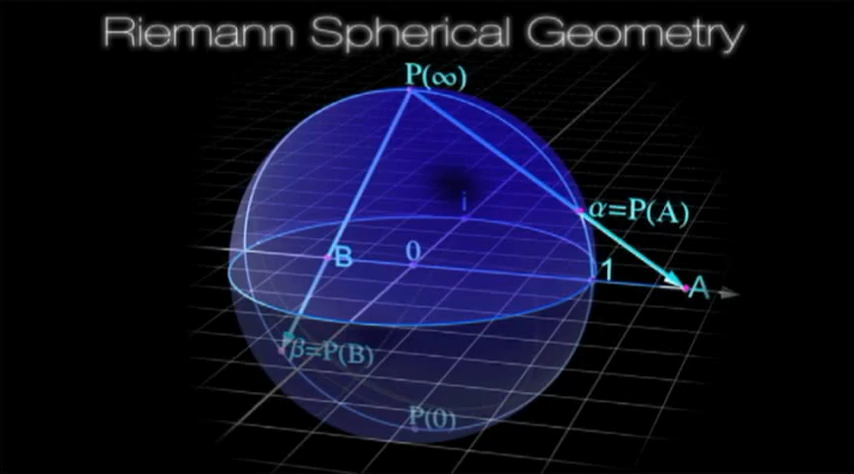 Riemann Spherical Geometry
P(∞)
i
α=P(A)
B
0
1
A
β=P(B)
P(0)